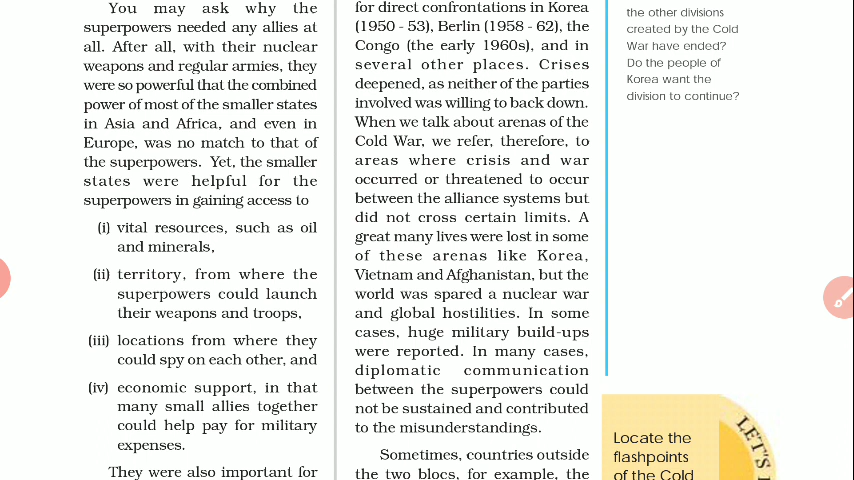 You may ask why the
superpowers needed any allies at
all. After all, with their nuclear
weapons and regular armies, they
were so powerful that the combined
power of most of the smaller states
in Asia and Africa, and even in
Europe, was no match to that of
the superpowers. Yet, the smaller
states were helpful for the
superpowers in gaining access to
(i) vital resources, such as oil
and minerals,
(ii) territory, from where the
superpowers could launch
their weapons and troops,
(iii) locations from where they
could spy on each other, and
(iv) economic support, in that
many small allies together
could help pay for military
expenses.
They were also important for
for direct confrontations in Korea
(1950 - 53), Berlin (1958 - 62), the
Congo (the early 1960s), and in
several other places. Crises
deepened, as neither of the parties
involved was willing to back down.
When we talk about arenas of the
Cold War, we refer, therefore, to
areas where crisis and war
occurred or threatened to occur
between the alliance systems but
did not cross certain limits. A
great many lives were lost in some
of these arenas like Korea,
Vietnam and Afghanistan, but the
world was spared a nuclear war
and global hostilities. In some
cases, huge military build-ups
were reported. In many cases,
diplomatic communication
between the superpowers could
not be sustained and contributed
to the misunderstandings.
Sometimes, countries outside
the two blocs, for example, the
the other divisions
created by the Cold
War have ended?
Do the people of
Korea want the
division to continue?
Locate the
flashpoints
of the Cold
LET'S